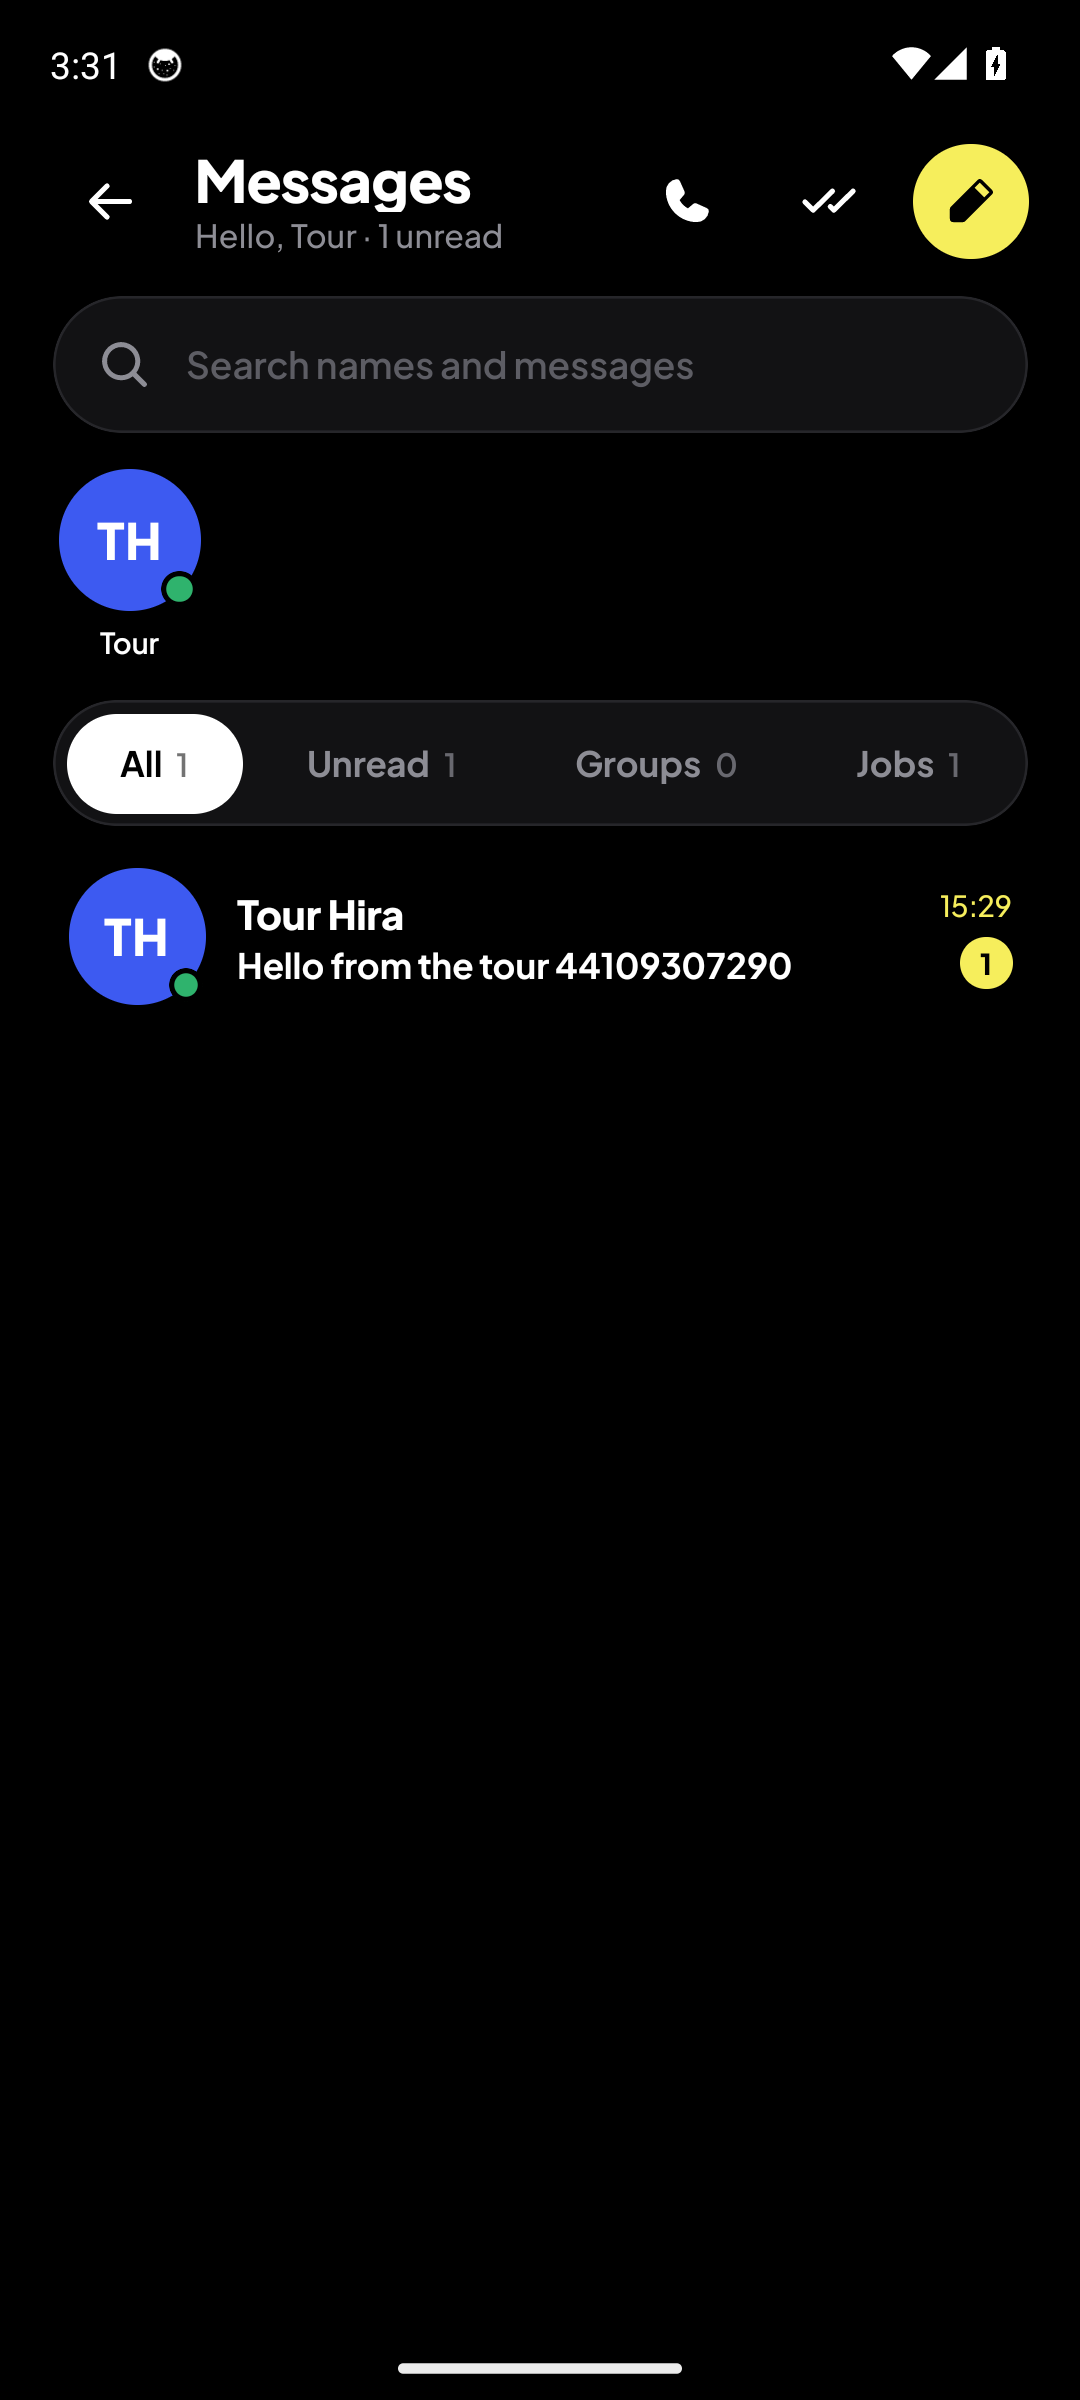 3:31
Messages
Hello, Tour · 1 unread
Search names and messages
TH
Tour
All 1 Unread 1 Groups 0 Jobs 1
TH
Tour Hira 15:29
Hello from the tour 44109307290 1